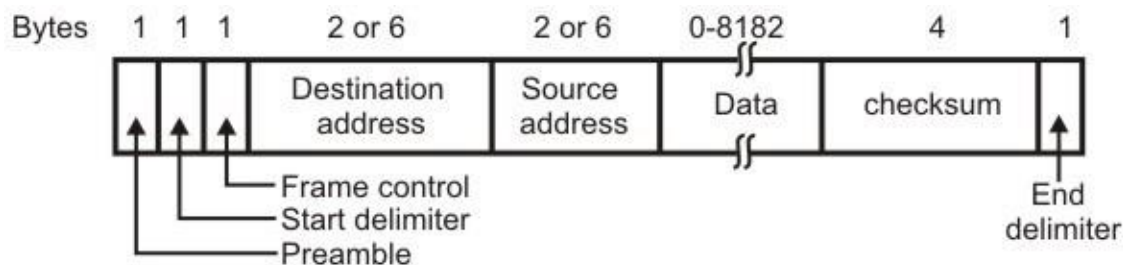 Bytes 1 1 1 2 or 6 2 or 6 0-8182 4 1
Destination address
Source address
Data
checksum
Frame control
Start delimiter
Preamble
End delimiter